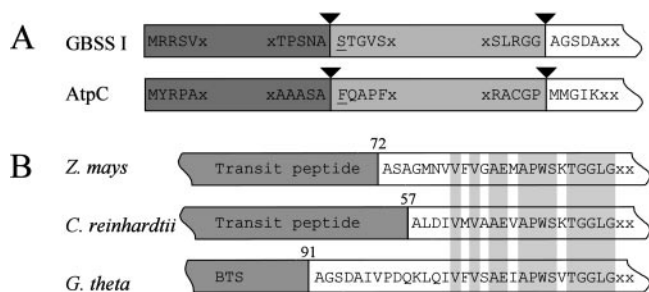 A
GBSS I MRRSVx xTPSNA STGVSx xSLRGG AGSDAxx
AtpC MYRPAx xAAASA FQAPFx xRACGP MMGIKxx
B
72
Z. mays Transit peptide ASAGMNVVFVGAEMAPWSKTGGLGxx
57
C. reinhardtii Transit peptide ALDIVMVAAEVAPWSKTGGLGxx
91
G. theta BTS AGSDAIVPDQKLQIVFVSAEIAPWSVTGGLGxx